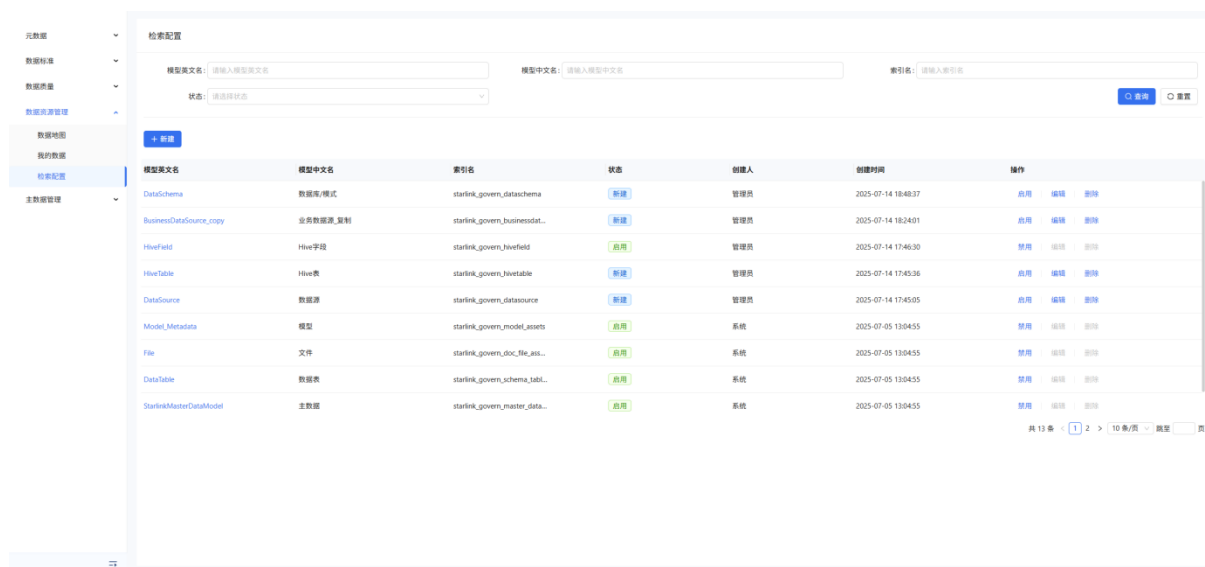 元数据
数据标准
数据质量
数据资源管理
数据地图
我的数据
检索配置
主数据管理
检索配置
模型英文名: 请输入模型英文名 模型中文名: 请输入模型中文名 索引名: 请输入索引名
状态: 请选择状态 查询 重置
+ 新建
模型英文名 模型中文名 索引名 状态 创建人 创建时间 操作
DataSchema 数据库/模式 starlink_govern_dataschema 新建 管理员 2025-07-14 18:48:37 启用 编辑 删除
BusinessDataSource_copy 业务数据源_复制 starlink_govern_businessdat... 新建 管理员 2025-07-14 18:24:01 启用 编辑 删除
HiveField Hive字段 starlink_govern_hivefield 启用 管理员 2025-07-14 17:46:30 禁用 编辑 删除
HiveTable Hive表 starlink_govern_hivetable 新建 管理员 2025-07-14 17:45:36 启用 编辑 删除
DataSource 数据源 starlink_govern_datasource 新建 管理员 2025-07-14 17:45:05 启用 编辑 删除
Model_Metadata 模型 starlink_govern_model_assets 启用 系统 2025-07-05 13:04:55 禁用 编辑 删除
File 文件 starlink_govern_doc_file_ass... 启用 系统 2025-07-05 13:04:55 禁用 编辑 删除
DataTable 数据表 starlink_govern_schema_tabl... 启用 系统 2025-07-05 13:04:55 禁用 编辑 删除
StarlinkMasterDataModel 主数据 starlink_govern_master_data... 启用 系统 2025-07-05 13:04:55 禁用 编辑 删除
共 13 条 < 1 2 > 10 条/页 跳至 页